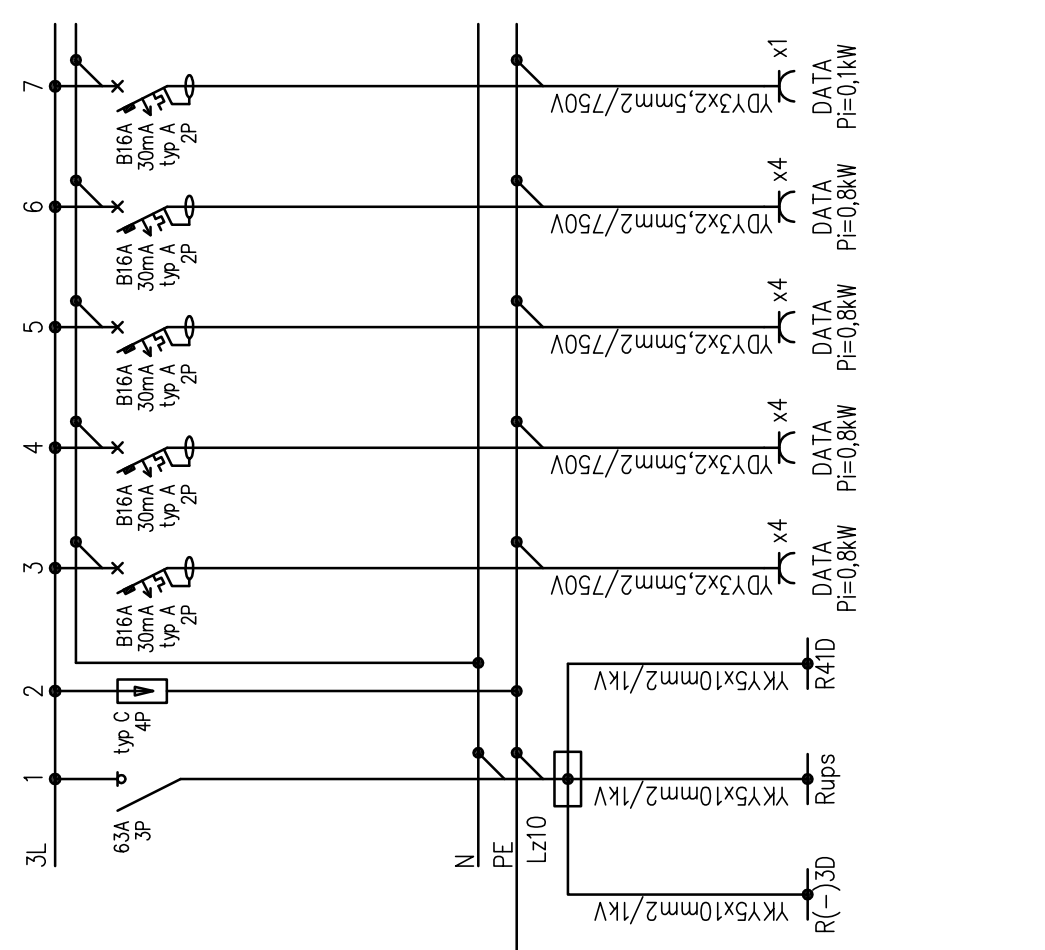 3L
1
2
3
4
5
6
7
63A
3P
typ C
4P
B16A
30mA
typ A
2P
B16A
30mA
typ A
2P
B16A
30mA
typ A
2P
B16A
30mA
typ A
2P
B16A
30mA
typ A
2P
N
PE
Lz10
YKY5x10mm2/1kV
YKY5x10mm2/1kV
YKY5x10mm2/1kV
YDY3x2,5mm2/750V
YDY3x2,5mm2/750V
YDY3x2,5mm2/750V
YDY3x2,5mm2/750V
YDY3x2,5mm2/750V
x4
x4
x4
x4
x1
R(-)3D
Rups
R41D
DATA
Pi=0,8kW
DATA
Pi=0,8kW
DATA
Pi=0,8kW
DATA
Pi=0,8kW
DATA
Pi=0,1kW